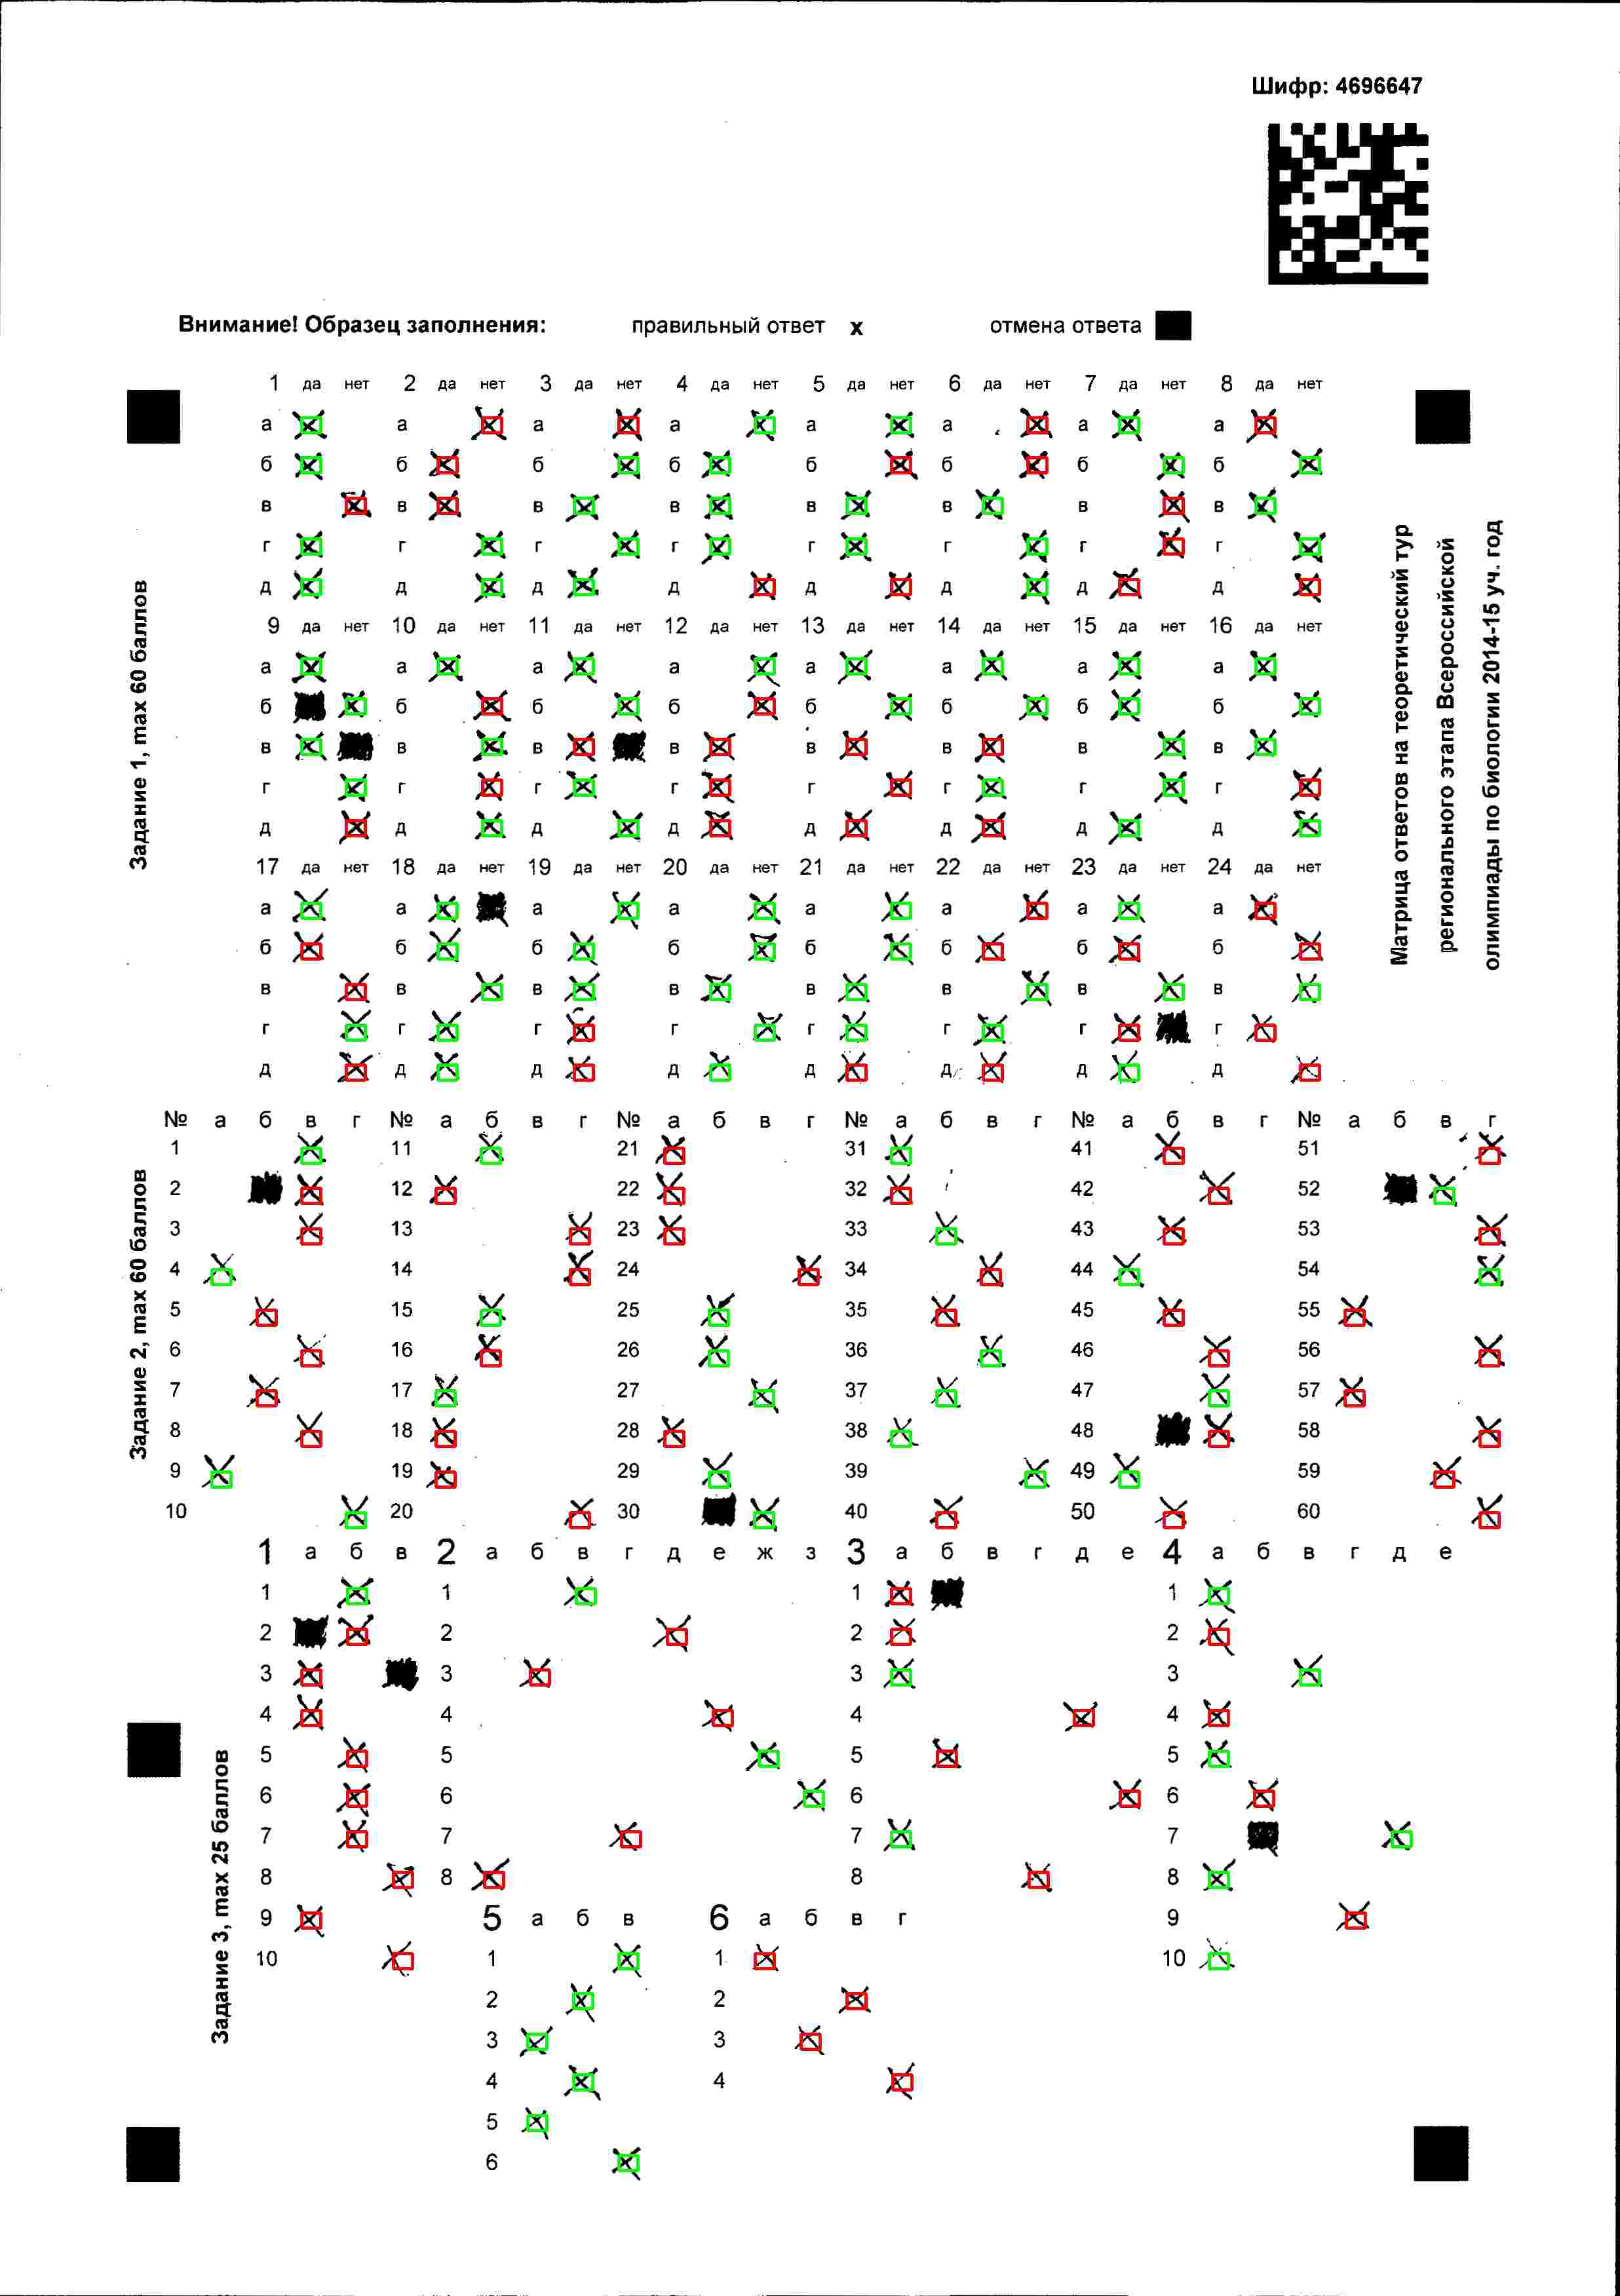 Шифр: 4696647
Внимание! Образец заполнения: правильный ответ х отмена ответа
1 да нет 2 да нет 3 да нет 4 да нет 5 да нет 6 да нет 7 да нет 8 да нет
а а а а а а а а
б б б б б б б б
в в в в в в в в
г г г г г г г г
д д д д д д д д
9 да нет 10 да нет 11 да нет 12 да нет 13 да нет 14 да нет 15 да нет 16 да нет
а а а а а а а а
б б б б б б б б
в в в в в в в в
г г г г г г г г
д д д д д д д д
17 да нет 18 да нет 19 да нет 20 да нет 21 да нет 22 да нет 23 да нет 24 да нет
а а а а а а а а
б б б б б б б б
в в в в в в в в
г г г г г г г г
д д д д д д д д
Задание 1, max 60 баллов
Матрица ответов на теоретический тур
регионального этапа Всероссийской
олимпиады по биологии 2014-15 уч. год
№ а б в г № а б в г № а б в г № а б в г № а б в г № а б в г
1 11 21 31 41 51
2 12 22 32 42 52
3 13 23 33 43 53
4 14 24 34 44 54
5 15 25 35 45 55
6 16 26 36 46 56
7 17 27 37 47 57
8 18 28 38 48 58
9 19 29 39 49 59
10 20 30 40 50 60
Задание 2, max 60 баллов
1 а б в 2 а б в г д е ж з 3 а б в г д е 4 а б в г д е
1 1 1 1
2 2 2 2
3 3 3 3
4 4 4 4
5 5 5 5
6 6 6 6
7 7 7 7
8 8 8 8
9 5 а б в 6 а б в г 9
10 1 1 10
2 2
3 3
4 4
5
6
Задание 3, max 25 баллов